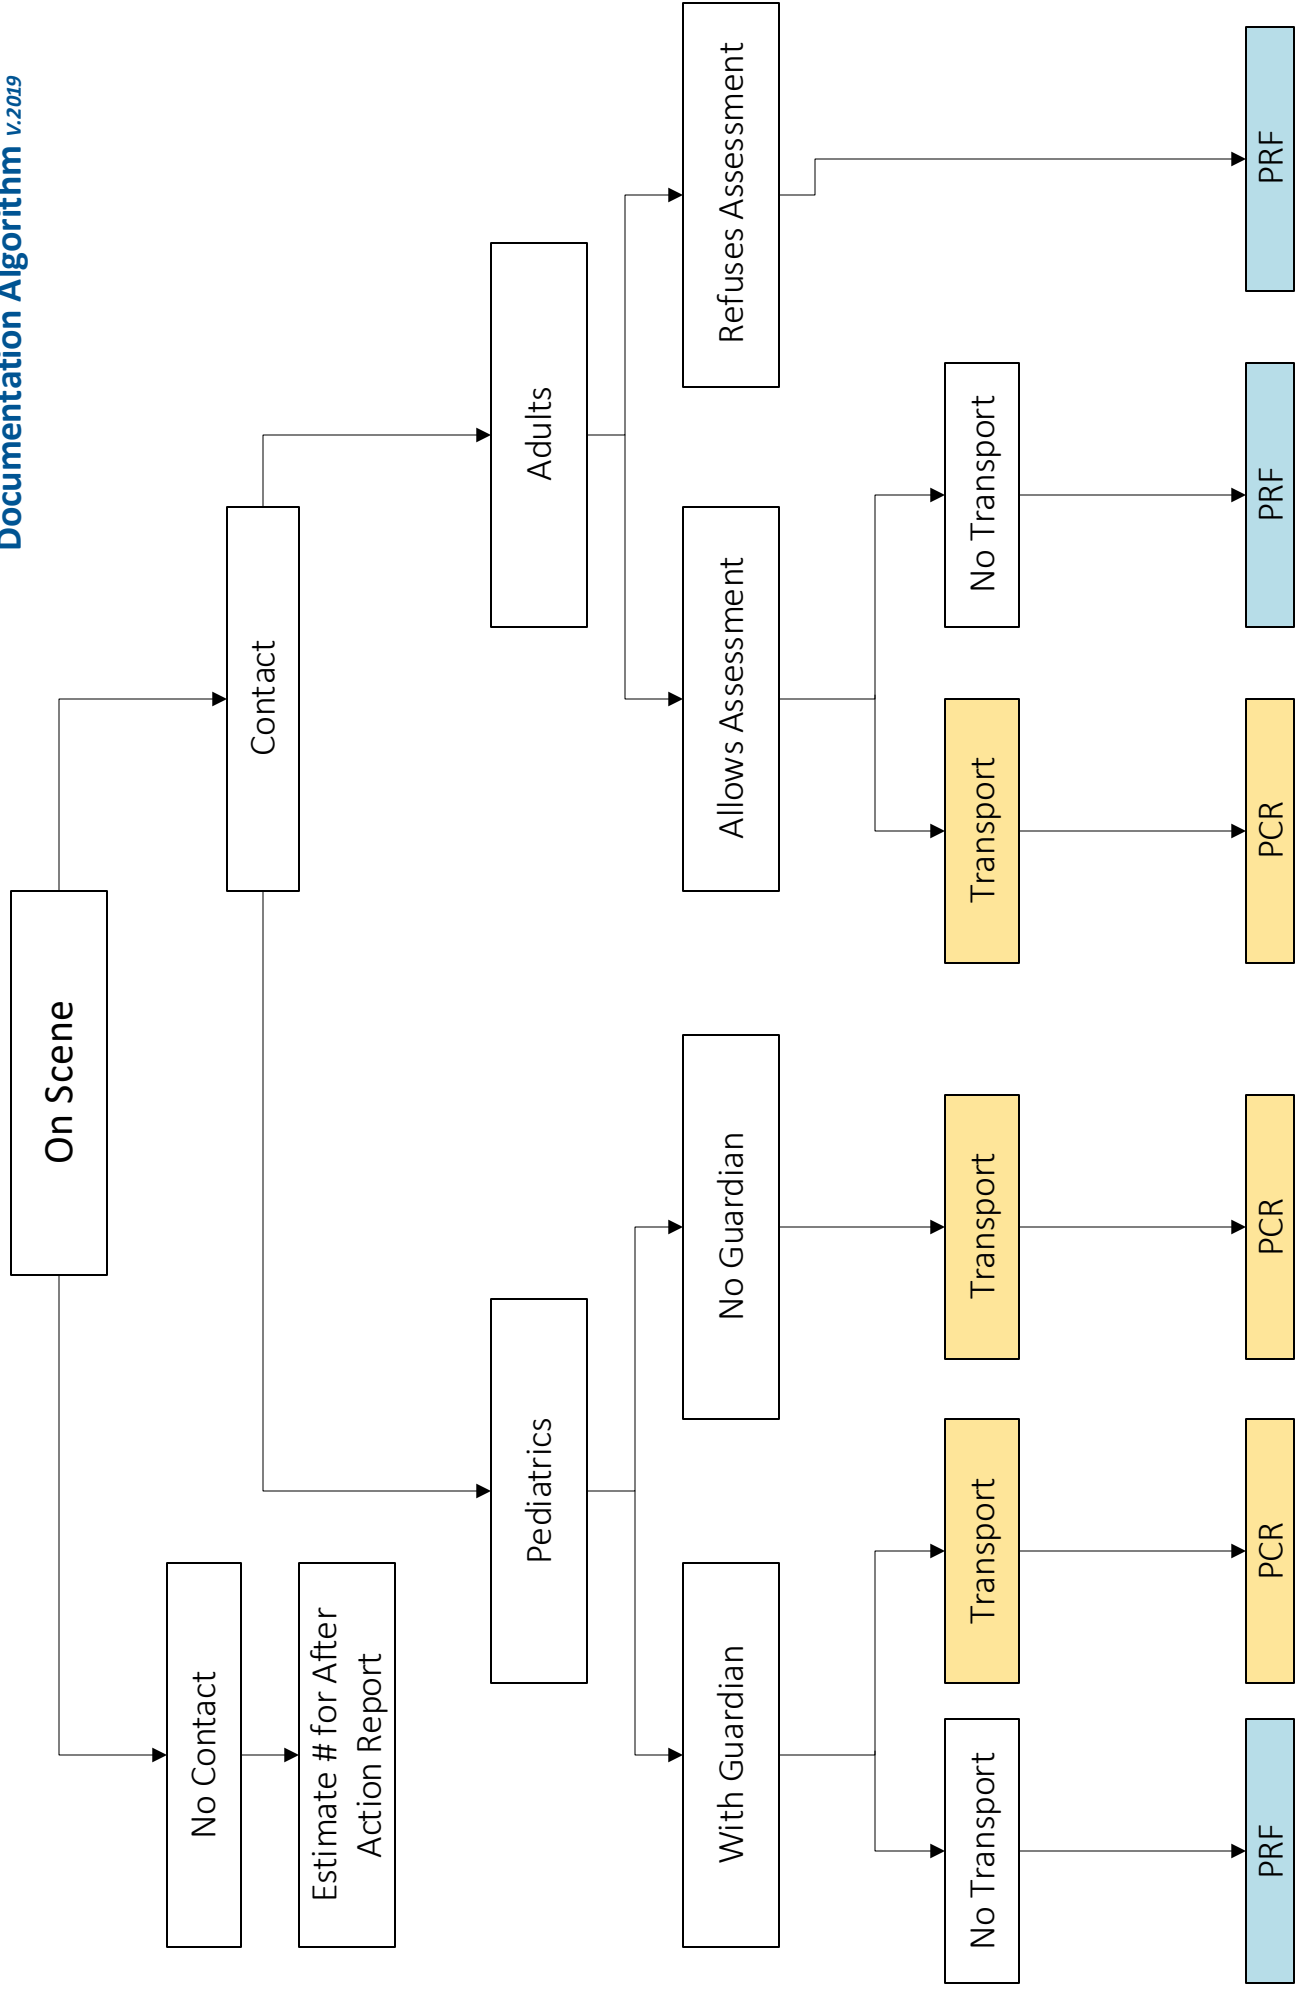 Documentation Algorithm v.2019
On Scene
No Contact
Contact
Estimate # for After
Action Report
Pediatrics
Adults
With Guardian
No Guardian
Allows Assessment
Refuses Assessment
No Transport
Transport
Transport
Transport
No Transport
PRF
PCR
PCR
PCR
PRF
PRF